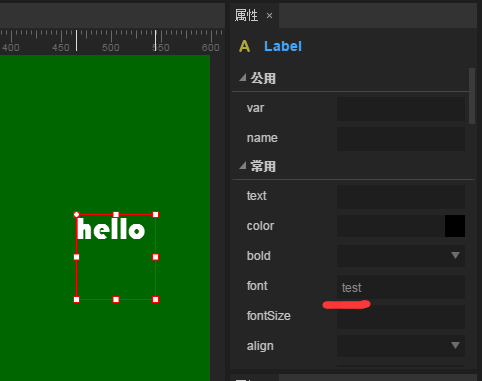 属性 ×
400 450 500 550 600
A Label
公用
var
name
常用
hello
text
color
bold
font test
fontSize
align